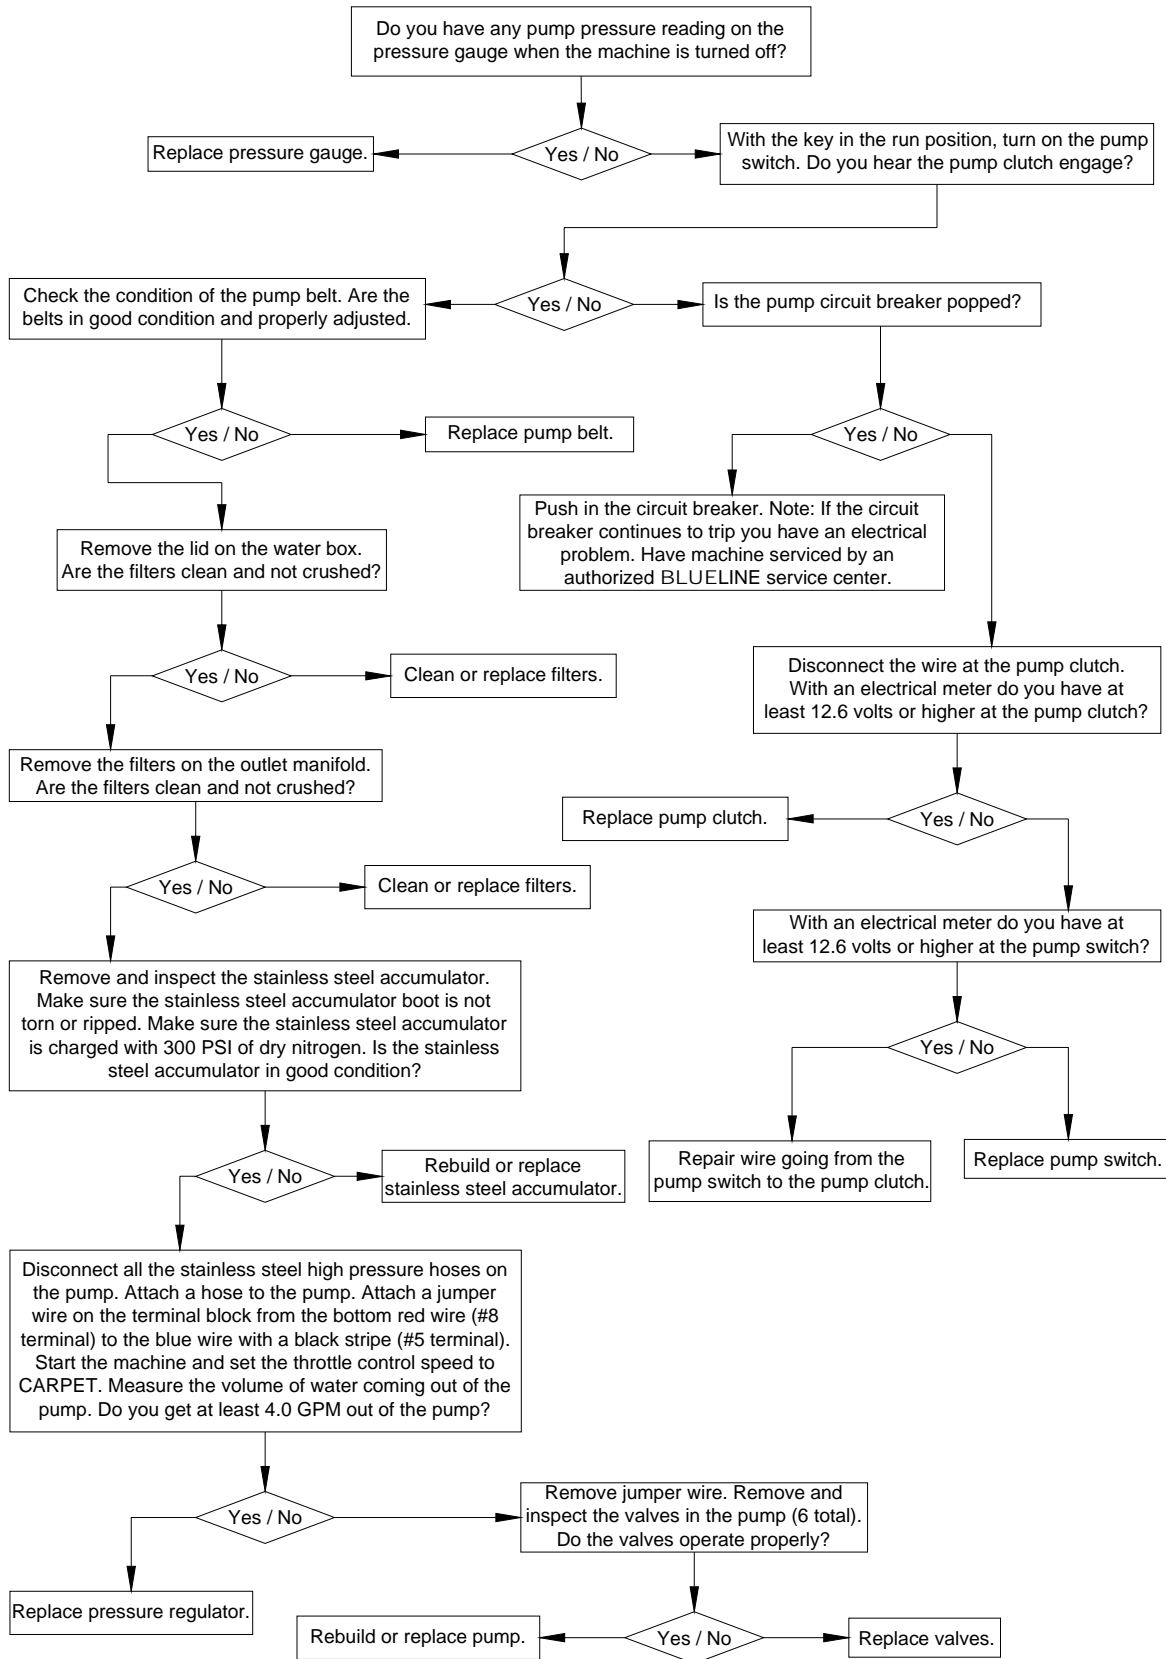 Do you have any pump pressure reading on the
pressure gauge when the machine is turned off?
Yes / No
Replace pressure gauge.
With the key in the run position, turn on the pump
switch. Do you hear the pump clutch engage?
Yes / No
Check the condition of the pump belt. Are the
belts in good condition and properly adjusted.
Is the pump circuit breaker popped?
Yes / No
Replace pump belt.
Yes / No
Push in the circuit breaker. Note: If the circuit
breaker continues to trip you have an electrical
problem. Have machine serviced by an
authorized BLUELINE service center.
Remove the lid on the water box.
Are the filters clean and not crushed?
Yes / No
Clean or replace filters.
Disconnect the wire at the pump clutch.
With an electrical meter do you have at
least 12.6 volts or higher at the pump clutch?
Remove the filters on the outlet manifold.
Are the filters clean and not crushed?
Replace pump clutch.
Yes / No
Yes / No
Clean or replace filters.
With an electrical meter do you have at
least 12.6 volts or higher at the pump switch?
Remove and inspect the stainless steel accumulator.
Make sure the stainless steel accumulator boot is not
torn or ripped. Make sure the stainless steel accumulator
is charged with 300 PSI of dry nitrogen. Is the stainless
steel accumulator in good condition?
Yes / No
Yes / No
Rebuild or replace
stainless steel accumulator.
Repair wire going from the
pump switch to the pump clutch.
Replace pump switch.
Disconnect all the stainless steel high pressure hoses on
the pump. Attach a hose to the pump. Attach a jumper
wire on the terminal block from the bottom red wire (#8
terminal) to the blue wire with a black stripe (#5 terminal).
Start the machine and set the throttle control speed to
CARPET. Measure the volume of water coming out of the
pump. Do you get at least 4.0 GPM out of the pump?
Yes / No
Remove jumper wire. Remove and
inspect the valves in the pump (6 total).
Do the valves operate properly?
Replace pressure regulator.
Rebuild or replace pump.
Yes / No
Replace valves.